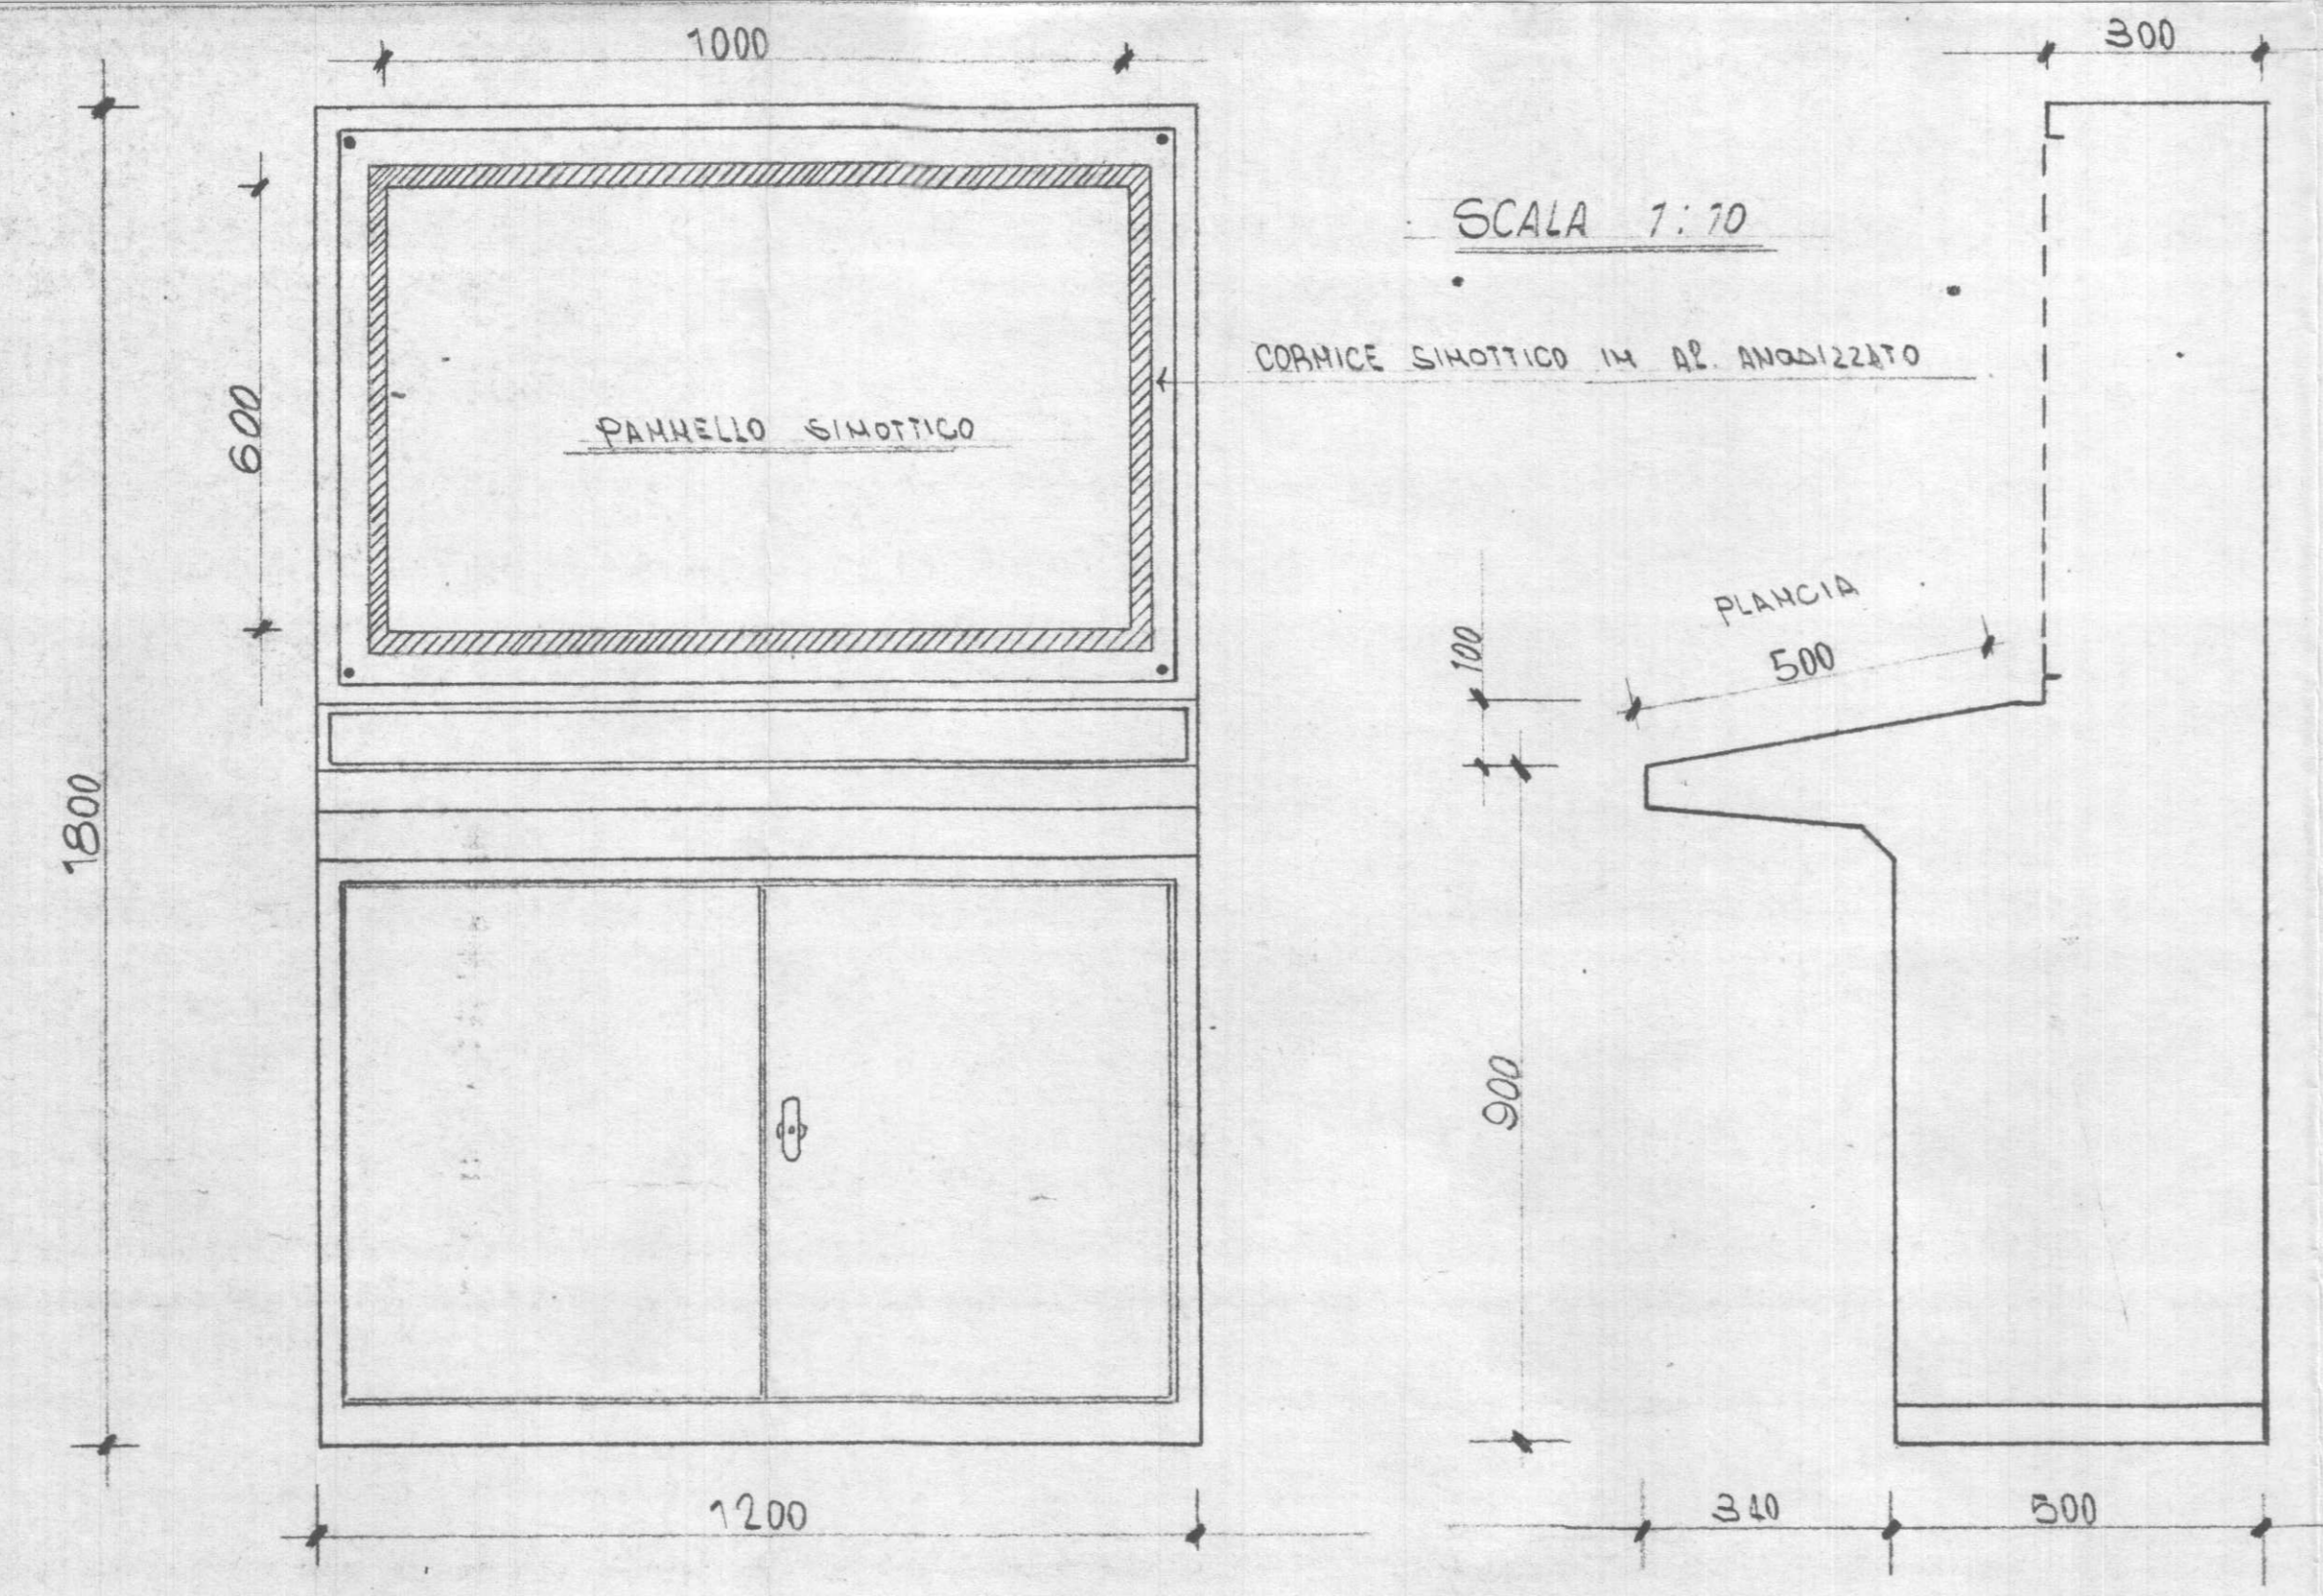 1000
300
SCALA 1:10
CORNICE SINOTTICO IN Al. ANODIZZATO
600
PANNELLO SINOTTICO
PLANCIA
500
100
1800
900
1200
340
500